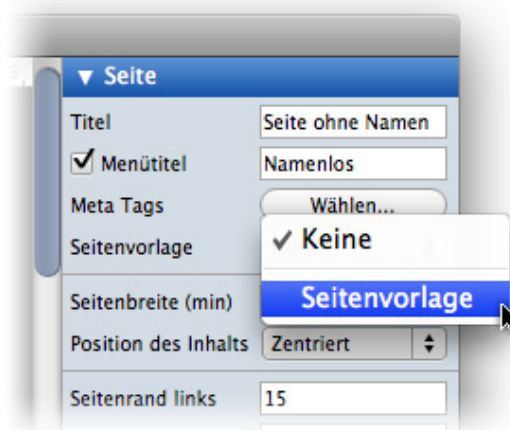 ▼ Seite
Titel Seite ohne Namen
✓ Menütitel Namenlos
Meta Tags Wählen...
Seitenvorlage ✓ Keine
Seitenvorlage
Seitenbreite (min)
Position des Inhalts Zentriert
Seitenrand links 15